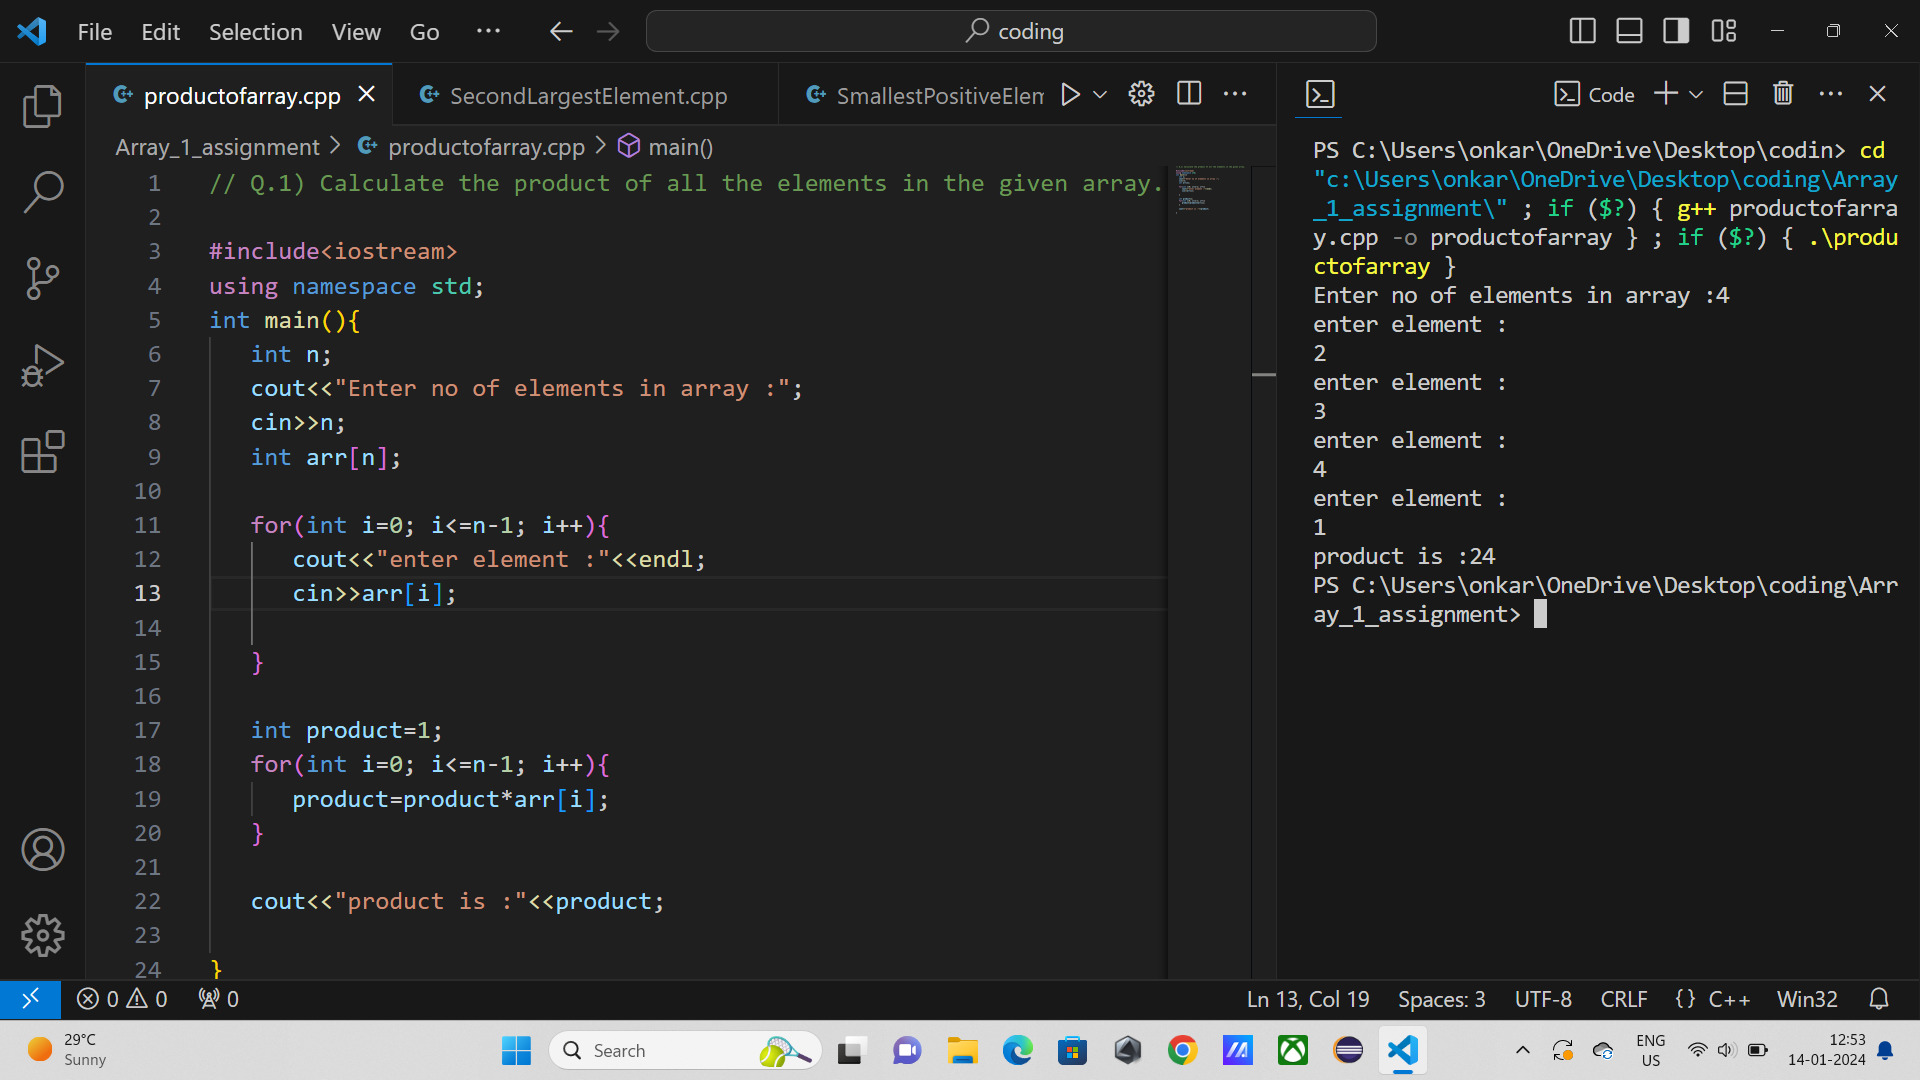 File Edit Selection View Go ··· coding
productofarray.cpp SecondLargestElement.cpp SmallestPositiveElem
Array_1_assignment > productofarray.cpp > main()
1 // Q.1) Calculate the product of all the elements in the given array.
2
3 #include<iostream>
4 using namespace std;
5 int main(){
6 int n;
7 cout<<"Enter no of elements in array :";
8 cin>>n;
9 int arr[n];
10
11 for(int i=0; i<=n-1; i++){
12 cout<<"enter element :"<<endl;
13 cin>>arr[i];
14
15 }
16
17 int product=1;
18 for(int i=0; i<=n-1; i++){
19 product=product*arr[i];
20 }
21
22 cout<<"product is :"<<product;
23
24 }
Code
PS C:\Users\onkar\OneDrive\Desktop\codin> cd
"c:\Users\onkar\OneDrive\Desktop\coding\Array
_1_assignment\" ; if ($?) { g++ productofarra
y.cpp -o productofarray } ; if ($?) { .\produ
ctofarray }
Enter no of elements in array :4
enter element :
2
enter element :
3
enter element :
4
enter element :
1
product is :24
PS C:\Users\onkar\OneDrive\Desktop\coding\Arr
ay_1_assignment>
0 0 0 Ln 13, Col 19 Spaces: 3 UTF-8 CRLF {} C++ Win32
29°C
Sunny
Search
ENG
US
12:53
14-01-2024